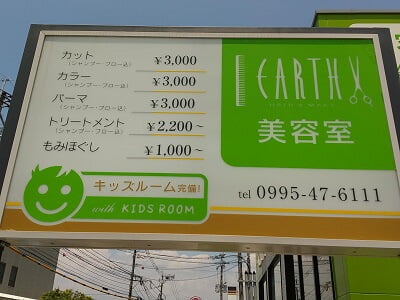 カット
(シャンプー・ブロー込)
¥3,000
カラー
(シャンプー・ブロー込)
¥3,000
パーマ
(シャンプー・ブロー込)
¥3,000
トリートメント
(シャンプー・ブロー込)
¥2,200～
もみほぐし
¥1,000～
キッズルーム完備!
with KIDS ROOM
EARTH
HAIR & MAKE
美容室
tel 0995-47-6111